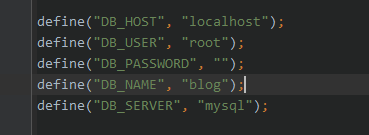 define("DB_HOST", "localhost");
define("DB_USER", "root");
define("DB_PASSWORD", "");
define("DB_NAME", "blog");
define("DB_SERVER", "mysql");